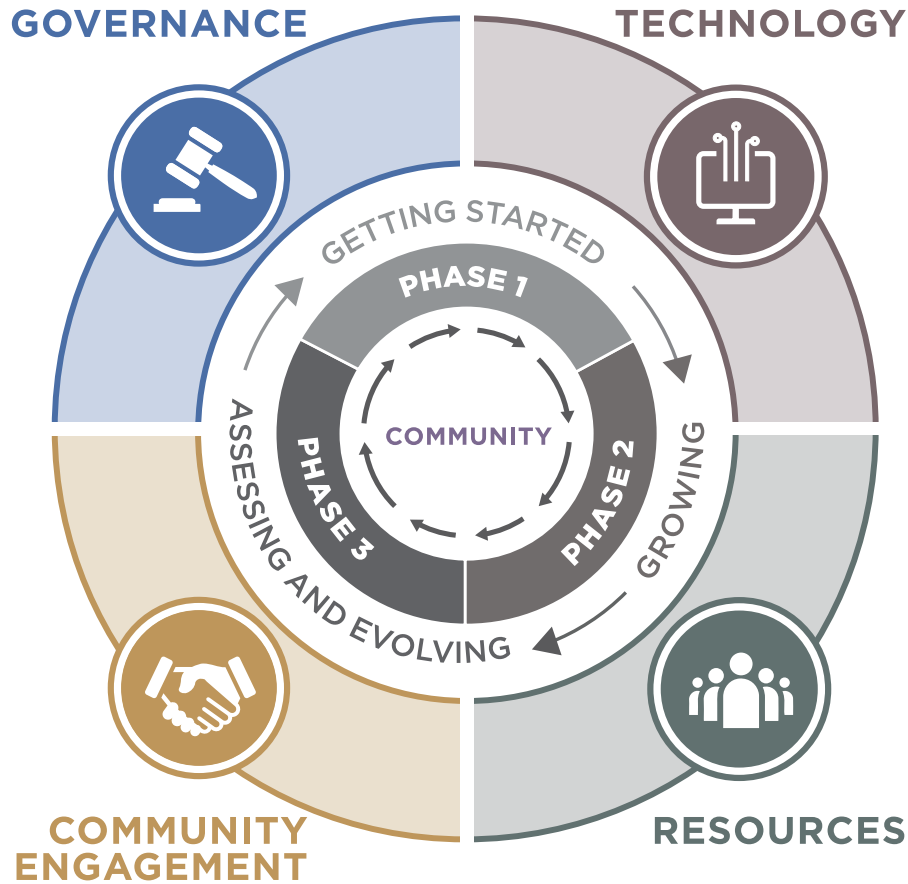 GOVERNANCE
TECHNOLOGY
GETTING STARTED
PHASE 1
COMMUNITY
PHASE 2
GROWING
PHASE 3
ASSESSING AND EVOLVING
COMMUNITY
ENGAGEMENT
RESOURCES